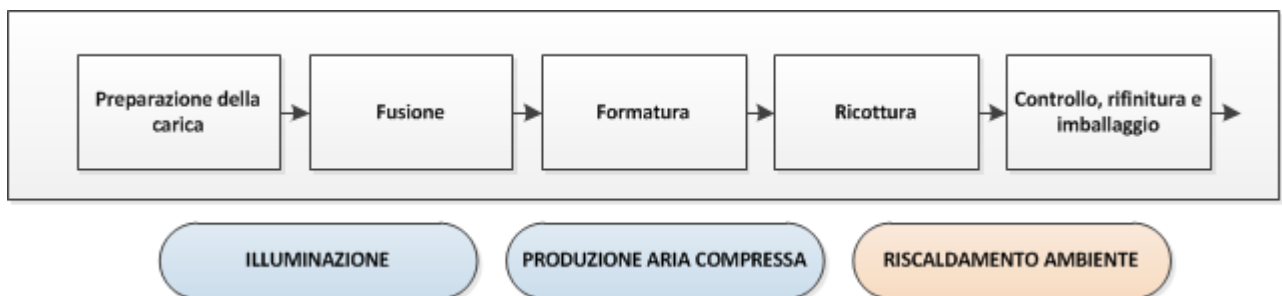 Preparazione della
carica
Fusione
Formatura
Ricottura
Controllo, rifinitura e
imballaggio
ILLUMINAZIONE
PRODUZIONE ARIA COMPRESSA
RISCALDAMENTO AMBIENTE